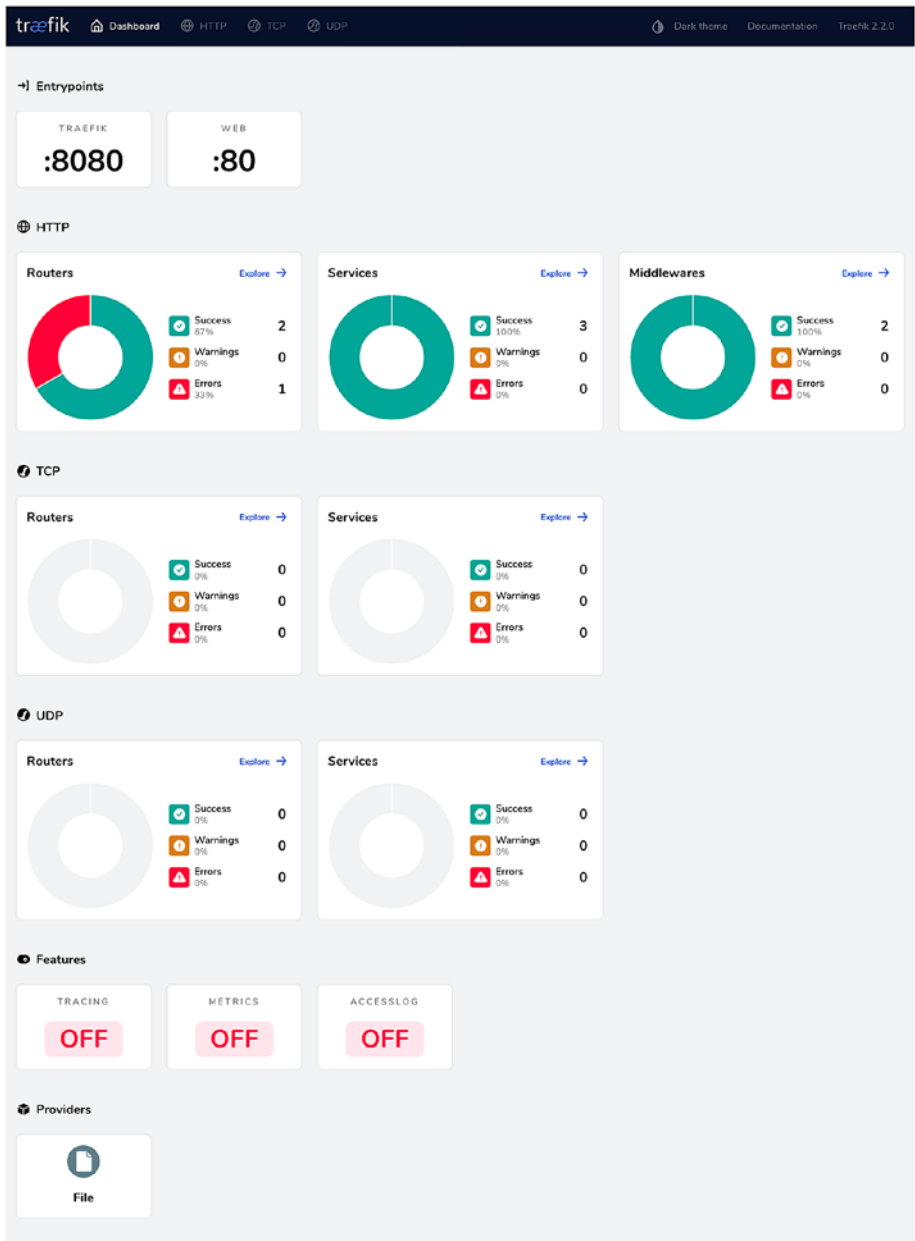 træfik Dashboard HTTP TCP UDP Dark theme Documentation Traefik 2.2.0
Entrypoints
TRAEFIK WEB
:8080 :80
HTTP
Routers Explore Services Explore Middlewares Explore
Success 2 Success 3 Success 2
67% 100% 100%
Warnings 0 Warnings 0 Warnings 0
0% 0% 0%
Errors 1 Errors 0 Errors 0
33% 0% 0%
TCP
Routers Explore Services Explore
Success 0 Success 0
0% 0%
Warnings 0 Warnings 0
0% 0%
Errors 0 Errors 0
0% 0%
UDP
Routers Explore Services Explore
Success 0 Success 0
0% 0%
Warnings 0 Warnings 0
0% 0%
Errors 0 Errors 0
0% 0%
Features
TRACING METRICS ACCESSLOG
OFF OFF OFF
Providers
File